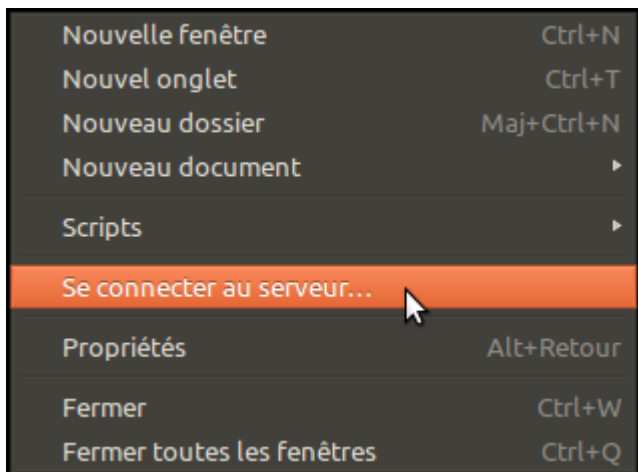 Nouvelle fenêtre Ctrl+N
Nouvel onglet Ctrl+T
Nouveau dossier Maj+Ctrl+N
Nouveau document
Scripts
Se connecter au serveur...
Propriétés Alt+Retour
Fermer Ctrl+W
Fermer toutes les fenêtres Ctrl+Q